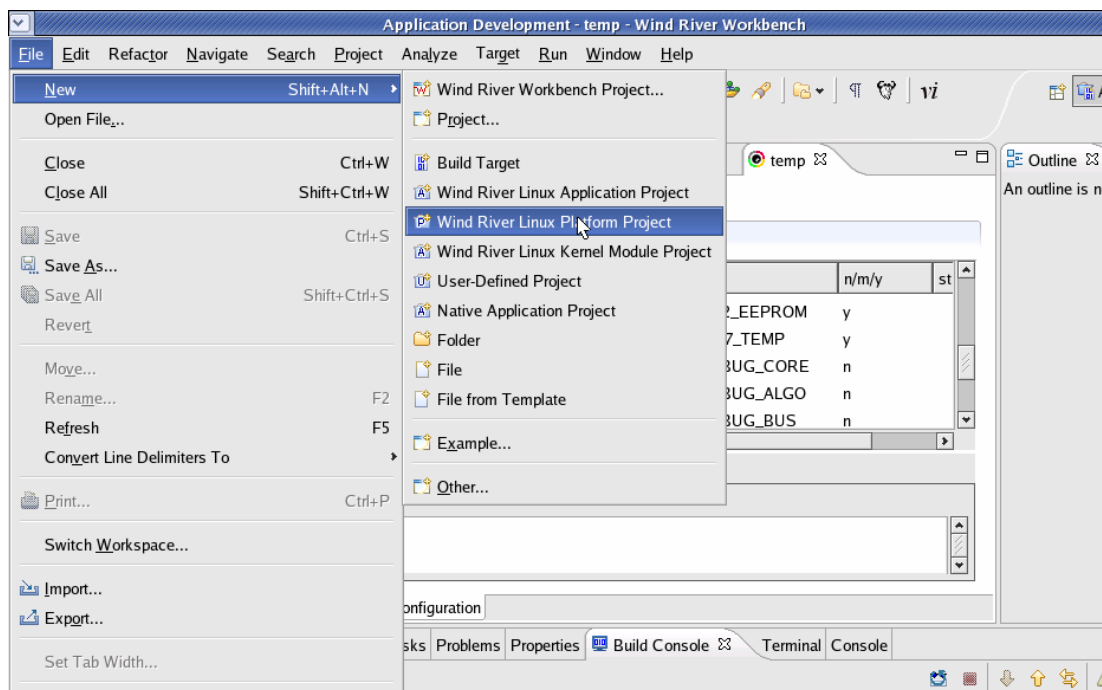 Application Development - temp - Wind River Workbench
File Edit Refactor Navigate Search Project Analyze Target Run Window Help
New Shift+Alt+N
Open File...
Close Ctrl+W
Close All Shift+Ctrl+W
Save Ctrl+S
Save As...
Save All Shift+Ctrl+S
Revert
Move...
Rename... F2
Refresh F5
Convert Line Delimiters To
Print... Ctrl+P
Switch Workspace...
Import...
Export...
Set Tab Width...
Wind River Workbench Project...
Project...
Build Target
Wind River Linux Application Project
Wind River Linux Platform Project
Wind River Linux Kernel Module Project
User-Defined Project
Native Application Project
Folder
File
File from Template
Example...
Other...
vi
temp
Outline
An outline is n
n/m/y st
2_EEPROM y
7_TEMP y
BUG_CORE n
BUG_ALGO n
BUG_BUS n
onfiguration
sks Problems Properties Build Console Terminal Console